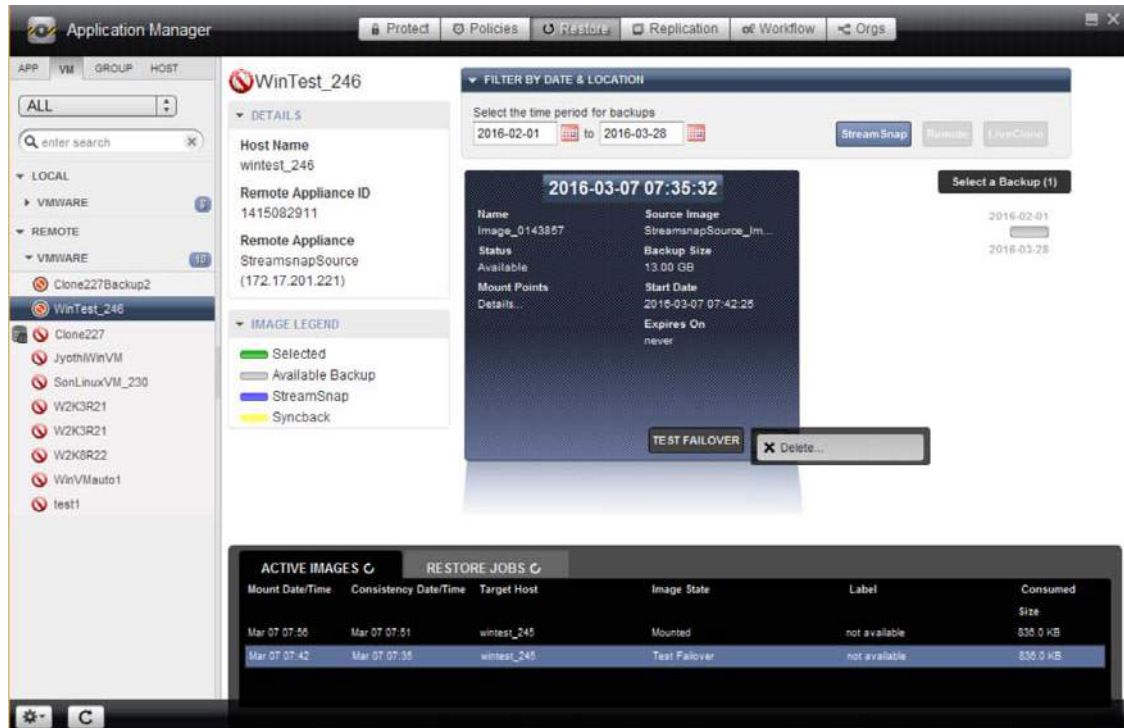 Application Manager
Protect
Policies
Restore
Replication
Workflow
Orgs
APP
VM
GROUP
HOST
ALL
enter search
LOCAL
VMWARE
5
REMOTE
VMWARE
10
Clone227Backup2
WinTest_246
Clone227
JyothiWinVM
SonLinuxVM_230
W2K3R21
W2K3R21
W2K8R22
WinVMauto1
test1
WinTest_246
DETAILS
Host Name
wintest_246
Remote Appliance ID
1415082911
Remote Appliance
StreamsnapSource
(172.17.201.221)
IMAGE LEGEND
Selected
Available Backup
StreamSnap
Syncback
FILTER BY DATE & LOCATION
Select the time period for backups
2016-02-01 to 2016-03-28
StreamSnap
Remote
LiveClone
Select a Backup (1)
2016-02-01
2016-03-28
2016-03-07 07:35:32
Name
Image_0143857
Status
Available
Mount Points
Details...
Source Image
StreamsnapSource_Im...
Backup Size
13.00 GB
Start Date
2016-03-07 07:42:25
Expires On
never
TEST FAILOVER
Delete...
ACTIVE IMAGES
RESTORE JOBS
Mount Date/Time Consistency Date/Time Target Host Image State Label Consumed
Size
Mar 07 07:56 Mar 07 07:51 wintest_245 Mounted not available 836.0 KB
Mar 07 07:42 Mar 07 07:35 wintest_245 Test Failover not available 836.0 KB